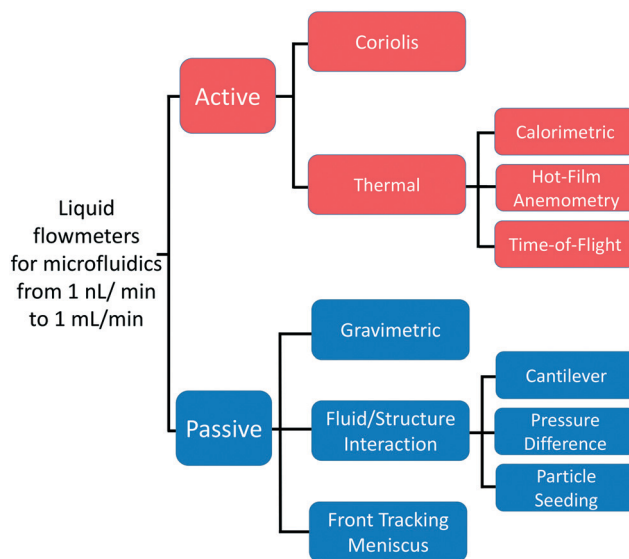 Liquid
flowmeters
for microfluidics
from 1 nL/ min
to 1 mL/min
Active
Coriolis
Thermal
Calorimetric
Hot-Film
Anemometry
Time-of-Flight
Passive
Gravimetric
Fluid/Structure
Interaction
Cantilever
Pressure
Difference
Particle
Seeding
Front Tracking
Meniscus